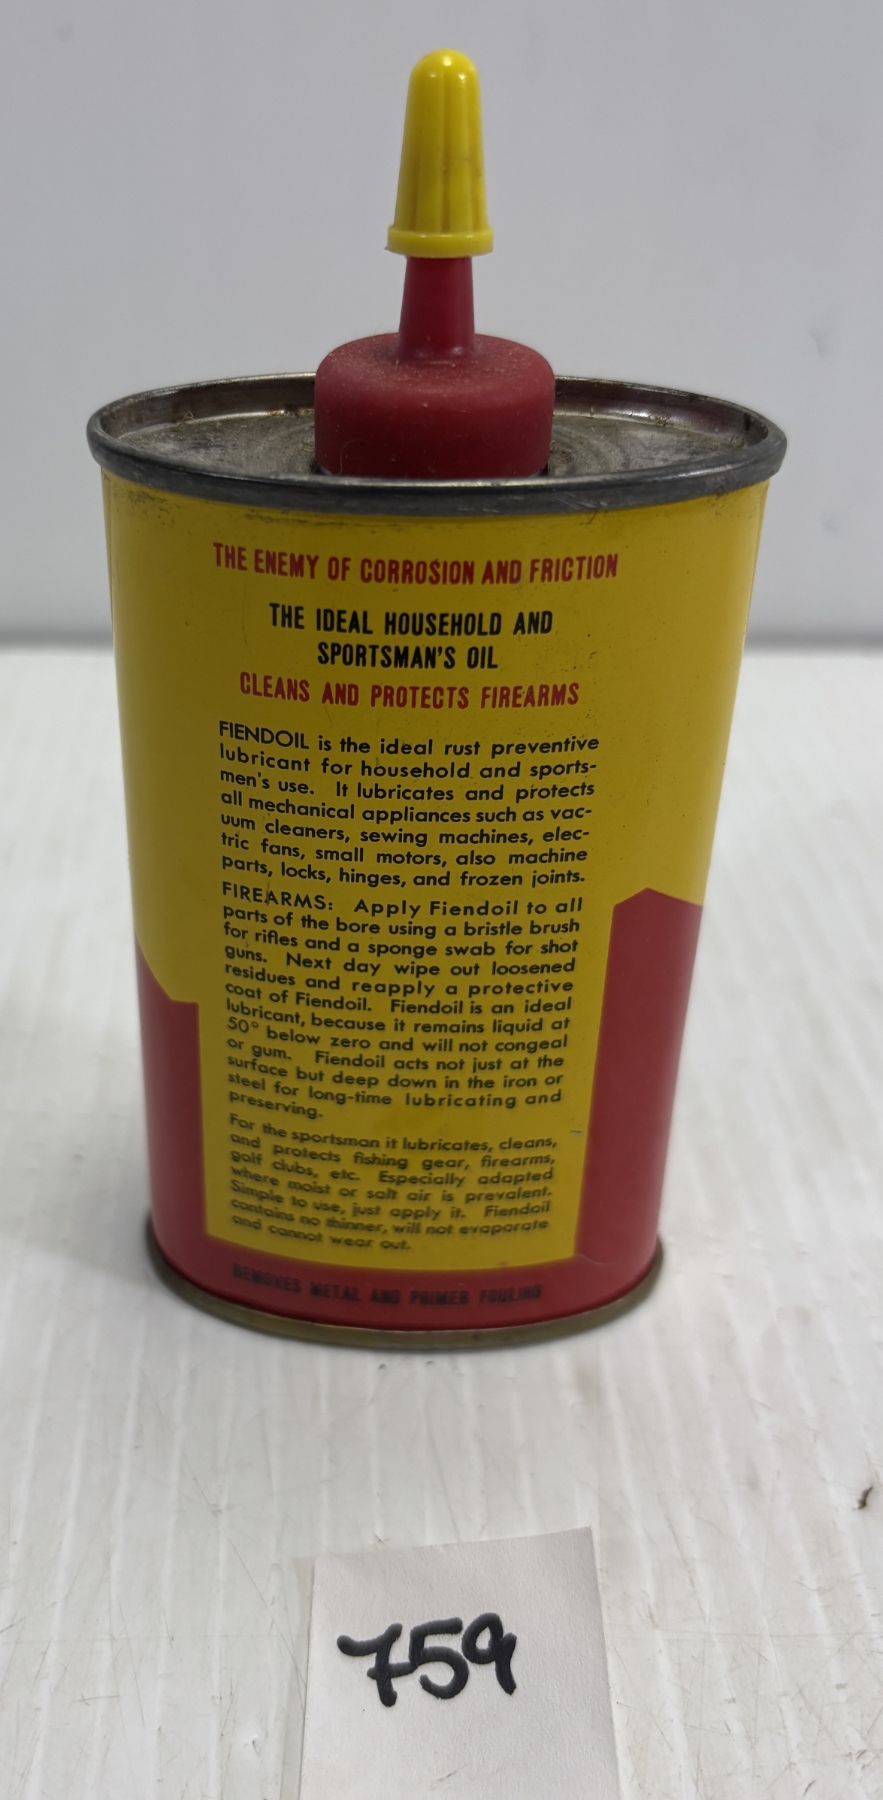 THE ENEMY OF CORROSION AND FRICTION
THE IDEAL HOUSEHOLD AND
SPORTSMAN'S OIL
CLEANS AND PROTECTS FIREARMS
FIENDOIL is the ideal rust preventive
lubricant for household and sports-
men's use. It lubricates and protects
all mechanical appliances such as vac-
uum cleaners, sewing machines, elec-
tric fans, small motors, also machine
parts, locks, hinges, and frozen joints.
FIREARMS: Apply Fiendoil to all
parts of the bore using a bristle brush
for rifles and a sponge swab for shot
guns. Next day wipe out loosened
residues and reapply a protective
coat of Fiendoil. Fiendoil is an ideal
lubricant, because it remains liquid at
50° below zero and will not congeal
or gum. Fiendoil acts not just at the
surface but deep down in the iron or
steel for long-time lubricating and
preserving.
For the sportsman it lubricates, cleans,
and protects fishing gear, firearms,
golf clubs, etc. Especially adapted
where moist or salt air is prevalent.
Simple to use, just apply it. Fiendoil
contains no thinner, will not evaporate
and cannot wear out.
REMOVES METAL AND PRIMER FOULING
759